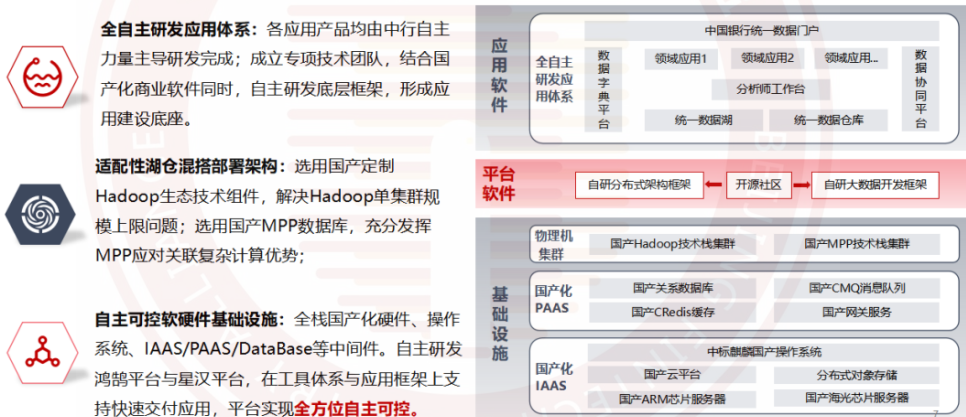 全自主研发应用体系：各应用产品均由中行自主
力量主导研发完成；成立专项技术团队，结合国
产化商业软件同时，自主研发底层框架，形成应
用建设底座。
适配性湖仓混搭部署架构：选用国产定制
Hadoop生态技术组件，解决Hadoop单集群规
模上限问题；选用国产MPP数据库，充分发挥
MPP应对关联复杂计算优势；
自主可控软硬件基础设施：全栈国产化硬件、操作
系统、IAAS/PAAS/DataBase等中间件。自主研发
鸿鹄平台与星汉平台，在工具体系与应用框架上支
持快速交付应用，平台实现全方位自主可控。
应用软件
全自主
研发应
用体系
中国银行统一数据门户
数据字典平台
领域应用1
领域应用2
领域应用...
分析师工作台
统一数据湖
统一数据仓库
数据协同平台
平台
软件
自研分布式架构框架
开源社区
自研大数据开发框架
基础设施
物理机
集群
国产Hadoop技术栈集群
国产MPP技术栈集群
国产化
PAAS
国产关系数据库
国产CMQ消息队列
国产CRedis缓存
国产网关服务
国产化
IAAS
中标麒麟国产操作系统
国产云平台
分布式对象存储
国产ARM芯片服务器
国产海光芯片服务器
7